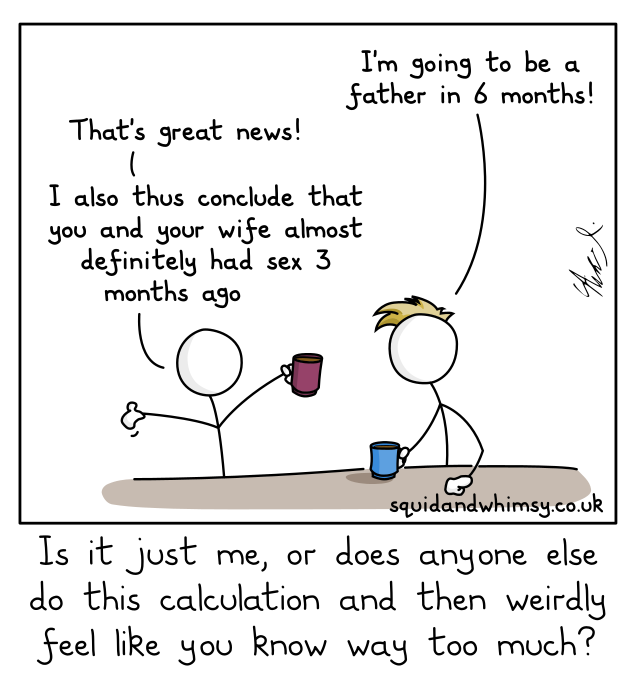 I'm going to be a
father in 6 months!
That's great news!
I also thus conclude that
you and your wife almost
definitely had sex 3
months ago
squidandwhimsy.co.uk
Is it just me, or does anyone else
do this calculation and then weirdly
feel like you know way too much?